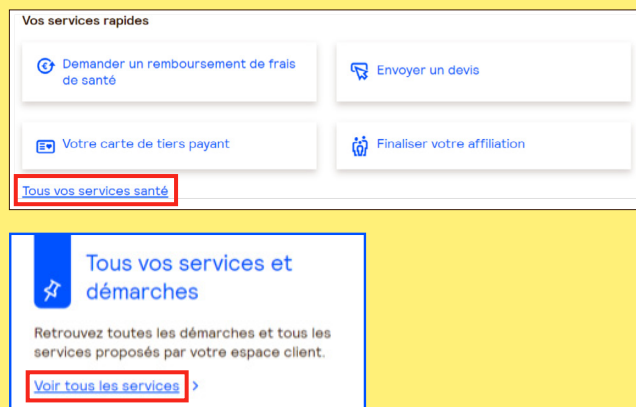 Vos services rapides
Demander un remboursement de frais
de santé
Envoyer un devis
Votre carte de tiers payant
Finaliser votre affiliation
Tous vos services santé
Tous vos services et
démarches
Retrouvez toutes les démarches et tous les
services proposés par votre espace client.
Voir tous les services >